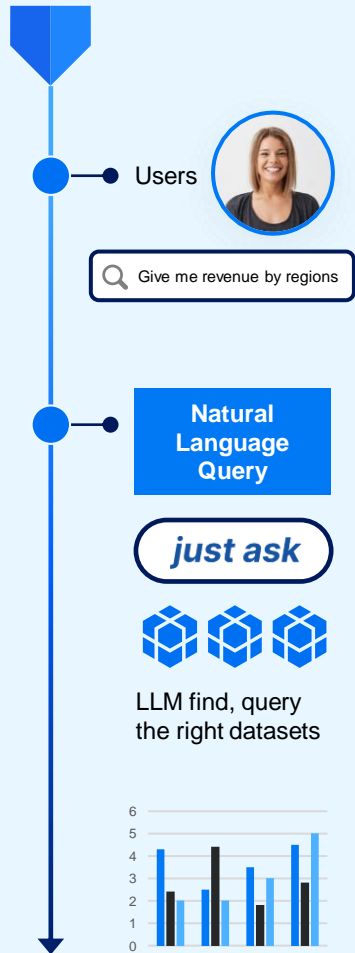 Users
Give me revenue by regions
Natural
Language
Query
just ask
LLM find, query
the right datasets
6
5
4
3
2
1
0